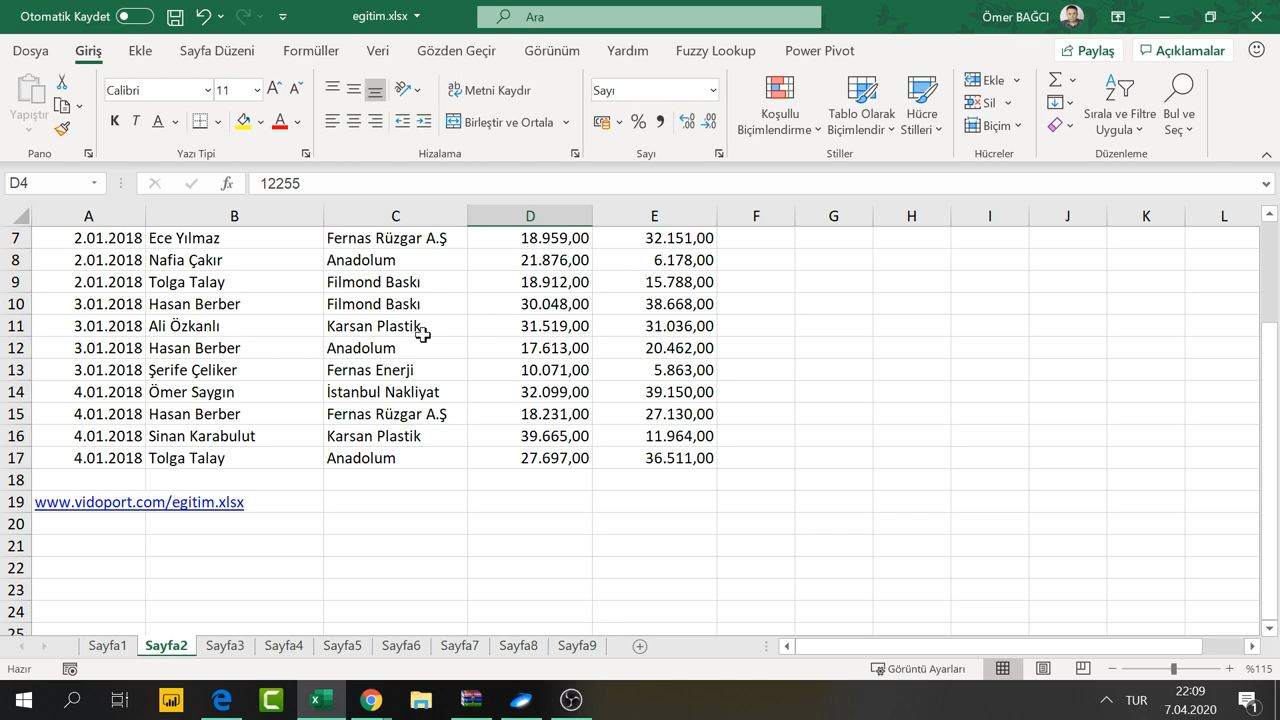 Otomatik Kaydet egitim.xlsx Ara Ömer BAĞCI
Dosya Giriş Ekle Sayfa Düzeni Formüller Veri Gözden Geçir Görünüm Yardım Fuzzy Lookup Power Pivot Paylaş Açıklamalar
Yapıştır
Pano
Calibri 11
K T A A
Yazı Tipi
Metni Kaydır
Birleştir ve Ortala
Hizalama
Sayı
%
Sayı
Koşullu Biçimlendirme
Tablo Olarak Biçimlendir
Hücre Stilleri
Stiller
Ekle
Sil
Biçim
Hücreler
Sırala ve Filtre Uygula
Bul ve Seç
Düzenleme
D4 fx 12255
A B C D E F G H I J K L
7 2.01.2018 Ece Yılmaz Fernas Rüzgar A.Ş 18.959,00 32.151,00
8 2.01.2018 Nafia Çakır Anadolum 21.876,00 6.178,00
9 2.01.2018 Tolga Talay Filmond Baskı 18.912,00 15.788,00
10 3.01.2018 Hasan Berber Filmond Baskı 30.048,00 38.668,00
11 3.01.2018 Ali Özkanlı Karsan Plastik 31.519,00 31.036,00
12 3.01.2018 Hasan Berber Anadolum 17.613,00 20.462,00
13 3.01.2018 Şerife Çeliker Fernas Enerji 10.071,00 5.863,00
14 4.01.2018 Ömer Saygın İstanbul Nakliyat 32.099,00 39.150,00
15 4.01.2018 Hasan Berber Fernas Rüzgar A.Ş 18.231,00 27.130,00
16 4.01.2018 Sinan Karabulut Karsan Plastik 39.665,00 11.964,00
17 4.01.2018 Tolga Talay Anadolum 27.697,00 36.511,00
18
19 www.vidoport.com/egitim.xlsx
20
21
22
23
24
25
Sayfa1 Sayfa2 Sayfa3 Sayfa4 Sayfa5 Sayfa6 Sayfa7 Sayfa8 Sayfa9
Hazır Görüntü Ayarları %115
TUR 22:09
7.04.2020 1